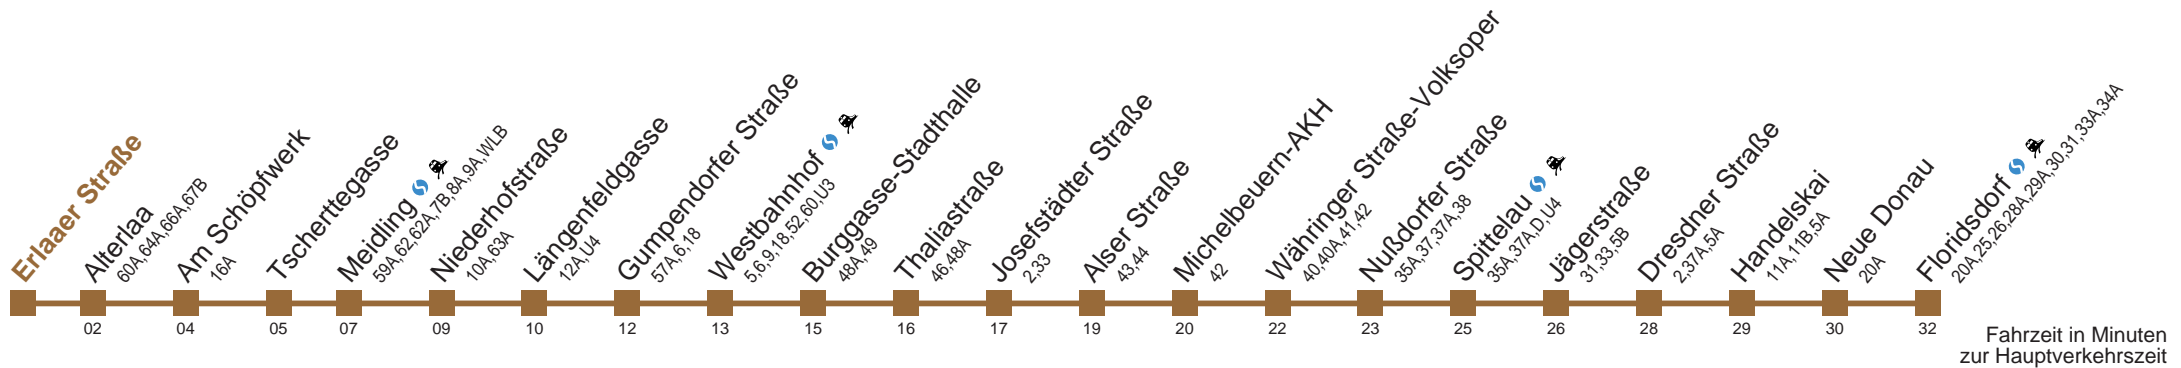 Erlaaer Straße
Alterlaa
60A,64A,66A,67B
Am Schöpfwerk
16A
Tscherttegasse
Meidling
59A,62,62A,7B,8A,9A,WLB
Niederhofstraße
10A,63A
Längenfeldgasse
12A,U4
Gumpendorfer Straße
57A,6,18
Westbahnhof
5,6,9,18,52,60,U3
Burggasse-Stadthalle
48A,49
Thaliastraße
46,48A
Josefstädter Straße
2,33
Alser Straße
43,44
Michelbeuern-AKH
42
Währinger Straße-Volksoper
40,40A,41,42
Nußdorfer Straße
35A,37,37A,38
Spittelau
35A,37A,D,U4
Jägerstraße
31,33,5B
Dresdner Straße
2,37A,5A
Handelskai
11A,11B,5A
Neue Donau
20A
Floridsdorf
20A,25,26,28A,29A,30,31,33A,34A
02 04 05 07 09 10 12 13 15 16 17 19 20 22 23 25 26 28 29 30 32
Fahrzeit in Minuten
zur Hauptverkehrszeit